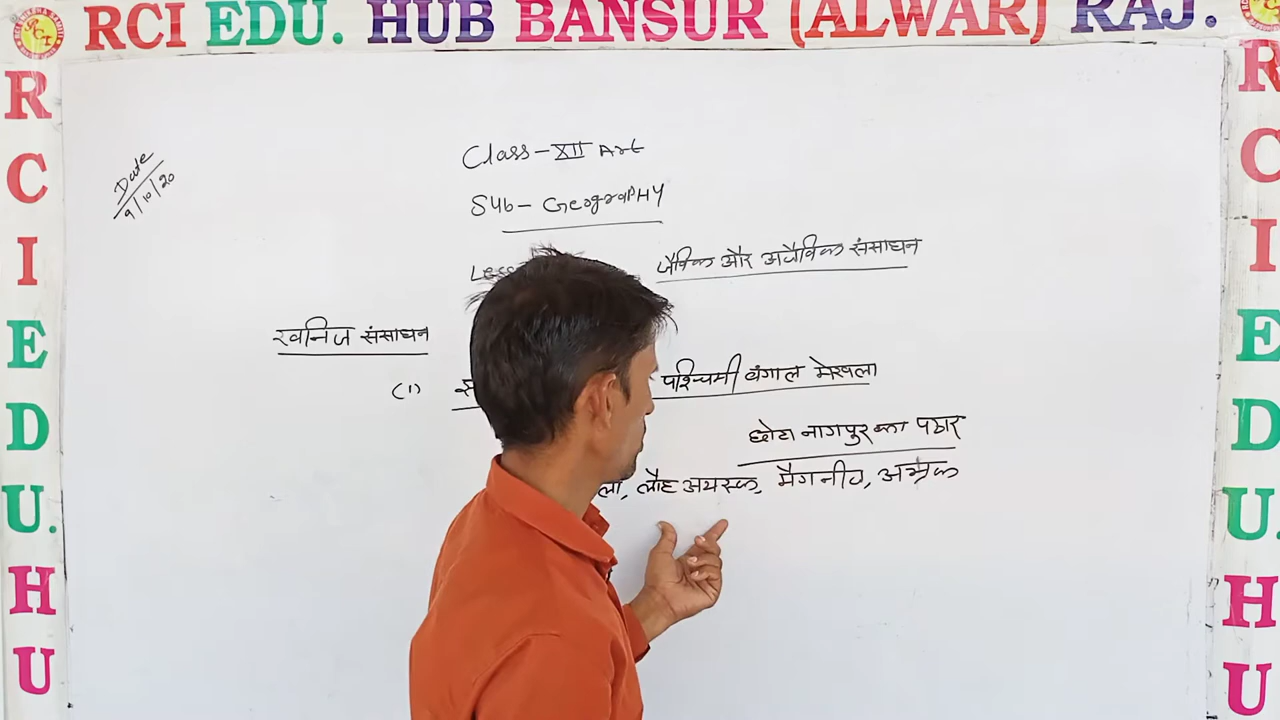 RCI EDU. HUB BANSUR (ALWAR) RAJ.
R
C
I
E
D
U.
H
U
Date
9/10/20
Class - XII Art
Sub - GeograPHY
Less
जैविक और अजैविक संसाधन
खनिज संसाधन
(1)
पश्चिमी बंगाल मेखला
छोटा नागपुर का पठार
ला, लौह अयस्क, मैगनीज, अभ्रक
R
C
I
E
D
U.
H
U